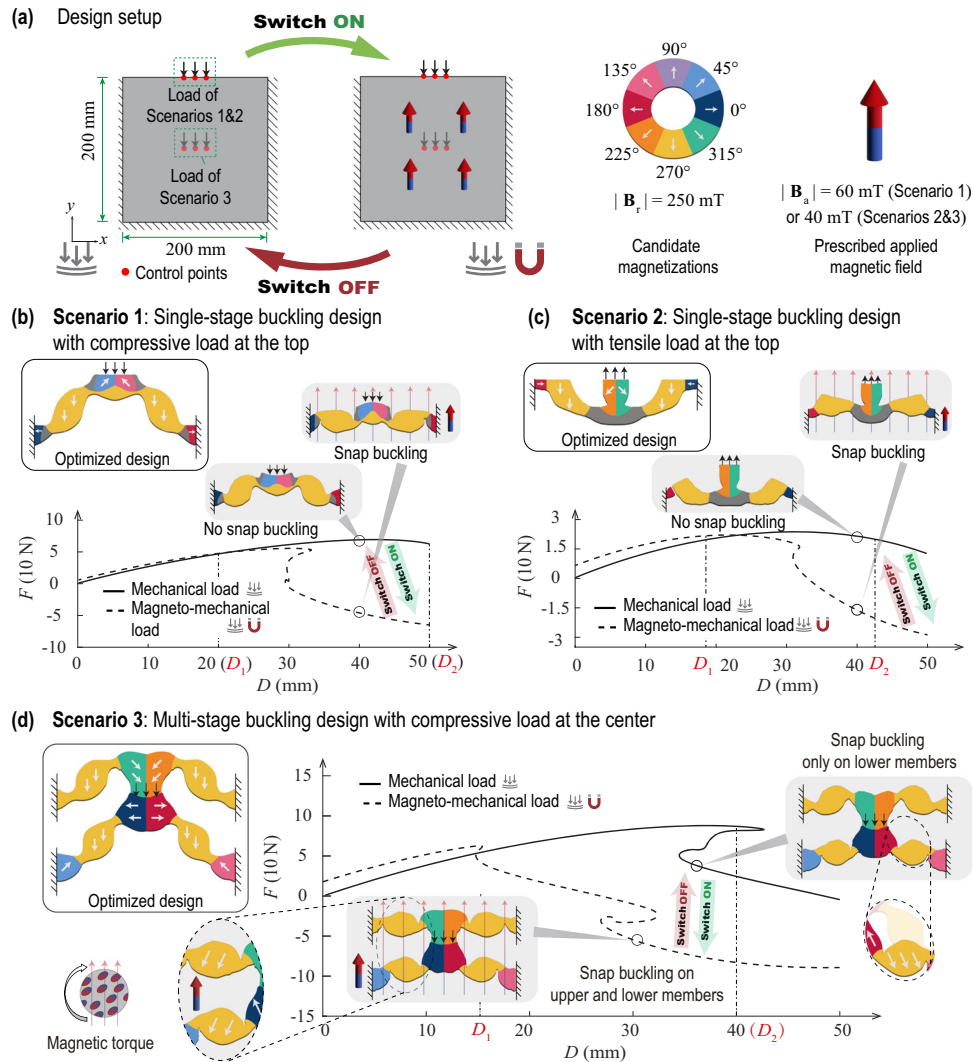 (a) Design setup
Switch ON
Load of
Scenarios 1&2
Load of
Scenario 3
200 mm
y
x
200 mm
Control points
Switch OFF
90°
135°
45°
180°
0°
225°
315°
270°
| Br | = 250 mT
Candidate
magnetizations
| Ba | = 60 mT (Scenario 1)
or 40 mT (Scenarios 2&3)
Prescribed applied
magnetic field
(b) Scenario 1: Single-stage buckling design
with compressive load at the top
Optimized design
Snap buckling
No snap buckling
F (10 N)
10
5
0
-5
-10
Mechanical load
Magneto-mechanical
load
Switch OFF
Switch ON
0
10
20 (D1)
30
40
50 (D2)
D (mm)
(c) Scenario 2: Single-stage buckling design
with tensile load at the top
Optimized design
Snap buckling
No snap buckling
F (10 N)
3
1.5
0
-1.5
-3
Mechanical load
Magneto-mechanical load
Switch OFF
Switch ON
0
10
D1
20
30
40
D2
50
D (mm)
(d) Scenario 3: Multi-stage buckling design with compressive load at the center
Optimized design
Magnetic torque
F (10 N)
15
10
5
0
-5
-10
-15
Mechanical load
Magneto-mechanical load
Snap buckling
only on lower members
Switch OFF
Switch ON
Snap buckling on
upper and lower members
0
10
D1
20
30
40
(D2)
50
D (mm)